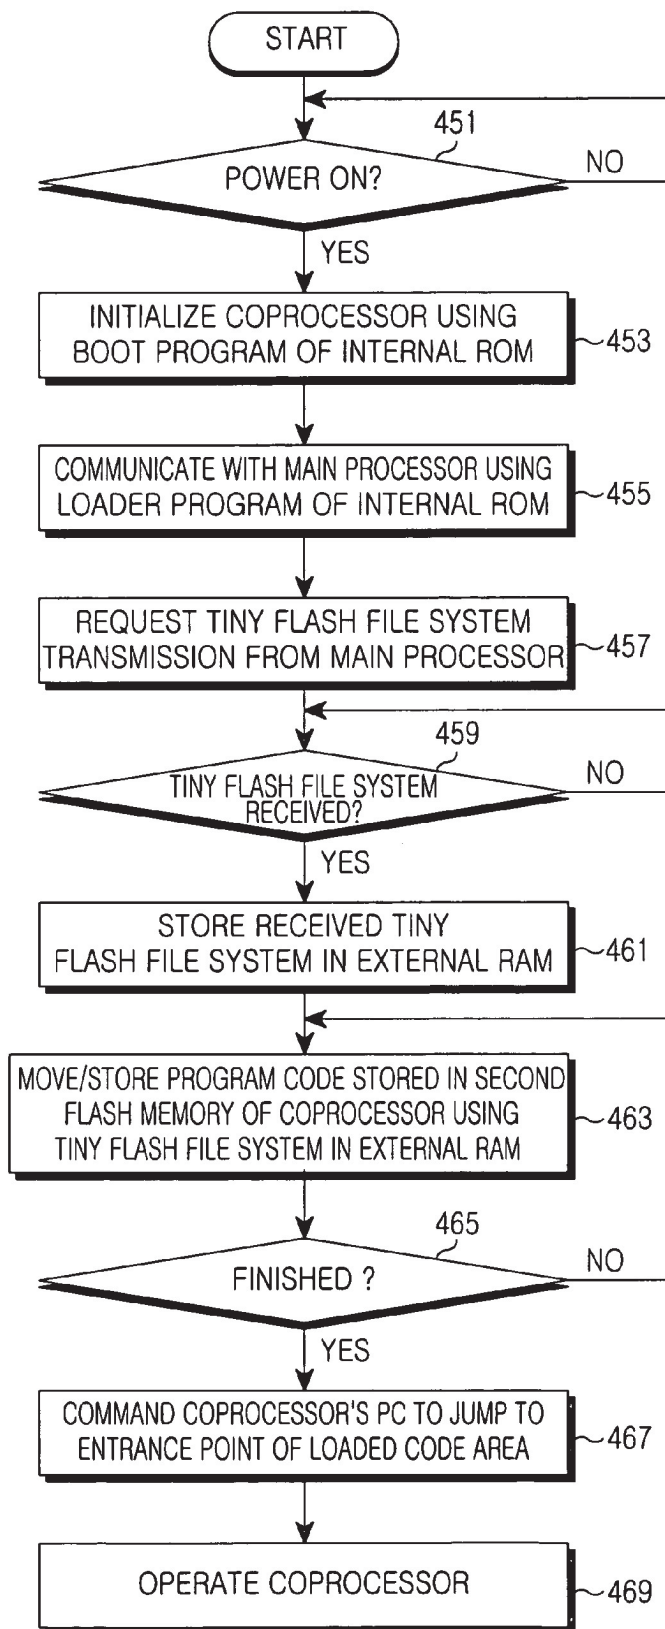 START
451
POWER ON?
NO
YES
INITIALIZE COPROCESSOR USING
BOOT PROGRAM OF INTERNAL ROM
453
COMMUNICATE WITH MAIN PROCESSOR USING
LOADER PROGRAM OF INTERNAL ROM
455
REQUEST TINY FLASH FILE SYSTEM
TRANSMISSION FROM MAIN PROCESSOR
457
459
TINY FLASH FILE SYSTEM
RECEIVED?
NO
YES
STORE RECEIVED TINY
FLASH FILE SYSTEM IN EXTERNAL RAM
461
MOVE/STORE PROGRAM CODE STORED IN SECOND
FLASH MEMORY OF COPROCESSOR USING
TINY FLASH FILE SYSTEM IN EXTERNAL RAM
463
465
FINISHED ?
NO
YES
COMMAND COPROCESSOR'S PC TO JUMP TO
ENTRANCE POINT OF LOADED CODE AREA
467
OPERATE COPROCESSOR
469